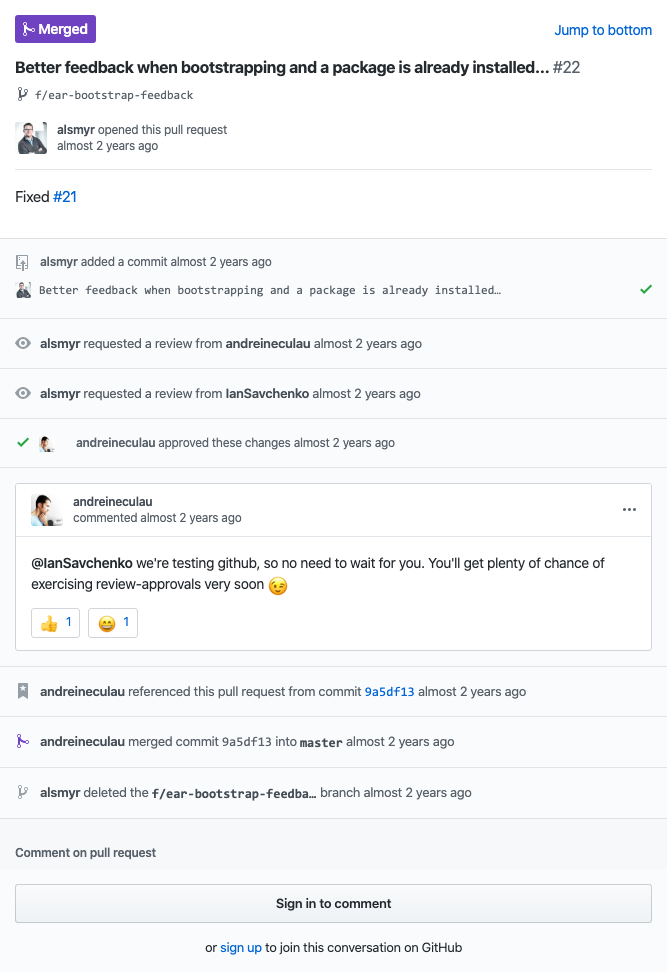 Merged
Jump to bottom
Better feedback when bootstrapping and a package is already installed… #22
f/ear-bootstrap-feedback
alsmyr opened this pull request
almost 2 years ago
Fixed #21
alsmyr added a commit almost 2 years ago
Better feedback when bootstrapping and a package is already installed…
alsmyr requested a review from andreineculau almost 2 years ago
alsmyr requested a review from IanSavchenko almost 2 years ago
andreineculau approved these changes almost 2 years ago
andreineculau
commented almost 2 years ago
@IanSavchenko we're testing github, so no need to wait for you. You'll get plenty of chance of
exercising review-approvals very soon 😉
👍 1 😄 1
andreineculau referenced this pull request from commit 9a5df13 almost 2 years ago
andreineculau merged commit 9a5df13 into master almost 2 years ago
alsmyr deleted the f/ear-bootstrap-feedba… branch almost 2 years ago
Comment on pull request
Sign in to comment
or sign up to join this conversation on GitHub